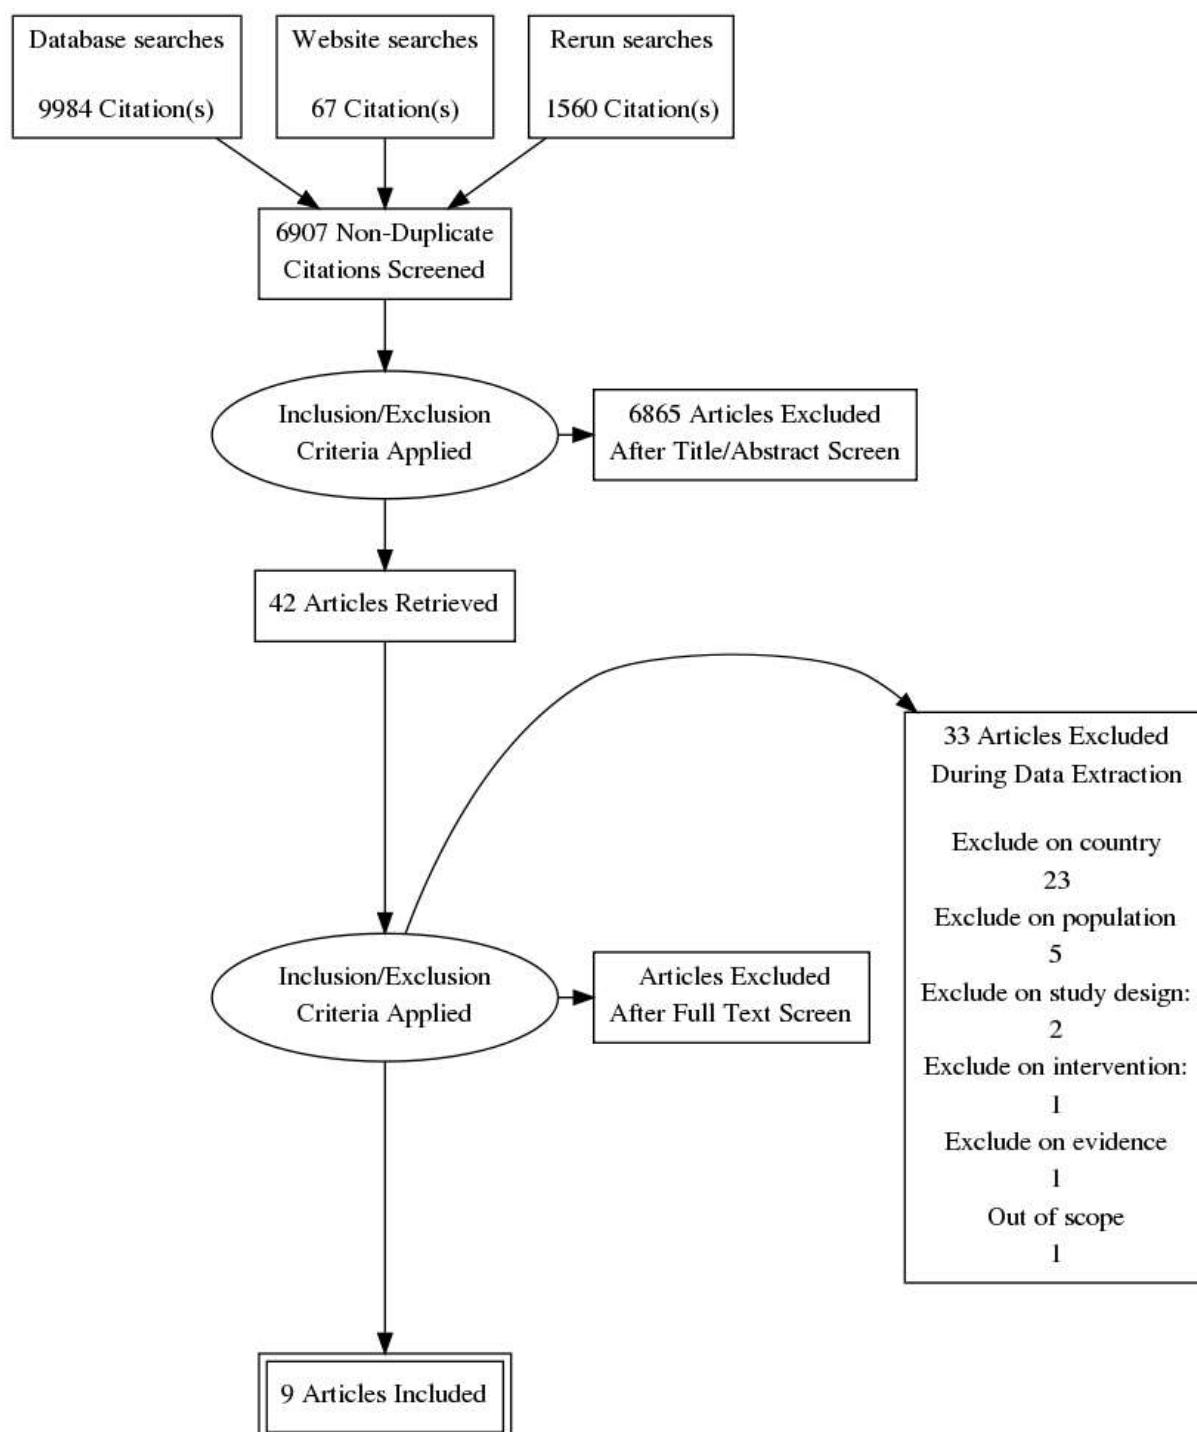 Database searches
9984 Citation(s)
Website searches
67 Citation(s)
Rerun searches
1560 Citation(s)
6907 Non-Duplicate
Citations Screened
Inclusion/Exclusion
Criteria Applied
6865 Articles Excluded
After Title/Abstract Screen
42 Articles Retrieved
33 Articles Excluded
During Data Extraction
Exclude on country
23
Exclude on population
5
Exclude on study design:
2
Exclude on intervention:
1
Exclude on evidence
1
Out of scope
1
Inclusion/Exclusion
Criteria Applied
Articles Excluded
After Full Text Screen
9 Articles Included